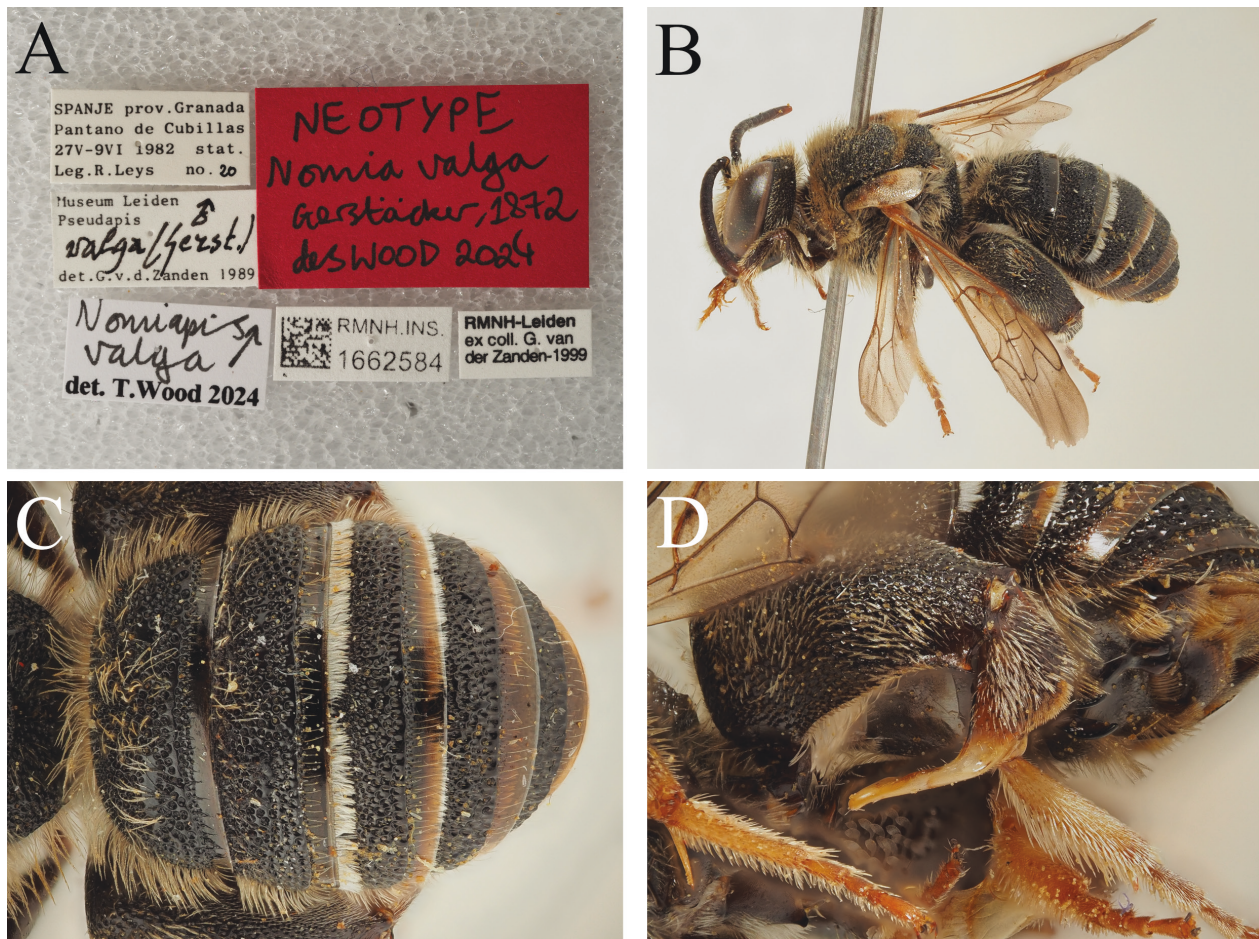 A
SPANJE prov.Granada
Pantano de Cubillas
27V-9VI 1982 stat.
Leg.R.Leys no. 20
Museum Leiden
Pseudapis
valga (Gerst.)
det.G.v.d.Zanden 1989
NEOTYPE
Nomia valga
Gerstäcker, 1872
des WOOD 2024
Nomiapis ♂
valga
det. T.Wood 2024
RMNH.INS.
1662584
RMNH-Leiden
ex coll. G. van
der Zanden-1999
B
C
D